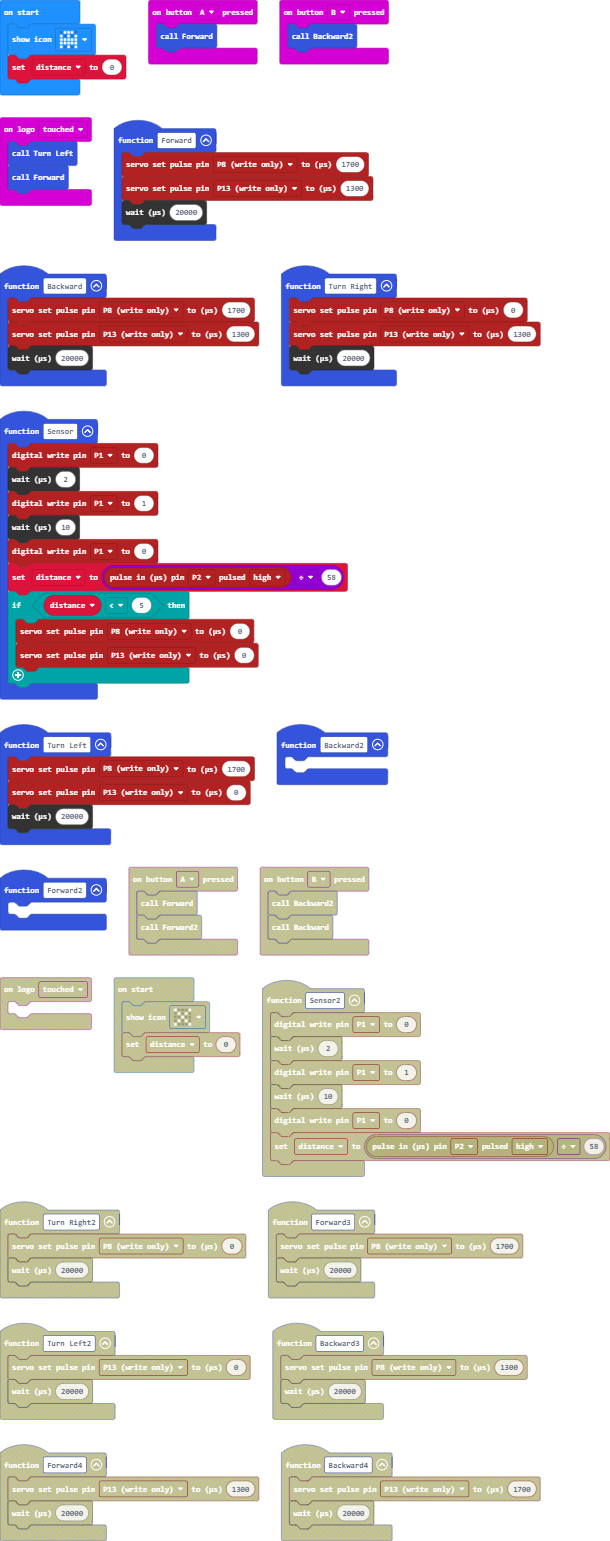 on start
show icon
set distance to 0
on button A pressed
call Forward
on button B pressed
call Backward2
on logo touched
call Turn Left
call Forward
function Forward
servo set pulse pin P8 (write only) to (µs) 1700
servo set pulse pin P13 (write only) to (µs) 1300
wait (µs) 20000
function Backward
servo set pulse pin P8 (write only) to (µs) 1700
servo set pulse pin P13 (write only) to (µs) 1300
wait (µs) 20000
function Turn Right
servo set pulse pin P8 (write only) to (µs) 0
servo set pulse pin P13 (write only) to (µs) 1300
wait (µs) 20000
function Sensor
digital write pin P1 to 0
wait (µs) 2
digital write pin P1 to 1
wait (µs) 10
digital write pin P1 to 0
set distance to pulse in (µs) pin P2 pulsed high ÷ 58
if distance < 5 then
servo set pulse pin P8 (write only) to (µs) 0
servo set pulse pin P13 (write only) to (µs) 0
function Turn Left
servo set pulse pin P8 (write only) to (µs) 1700
servo set pulse pin P13 (write only) to (µs) 0
wait (µs) 20000
function Backward2
function Forward2
on button A pressed
call Forward
call Forward2
on button B pressed
call Backward2
call Backward
on logo touched
on start
show icon
set distance to 0
function Sensor2
digital write pin P1 to 0
wait (µs) 2
digital write pin P1 to 1
wait (µs) 10
digital write pin P1 to 0
set distance to pulse in (µs) pin P2 pulsed high ÷ 58
function Turn Right2
servo set pulse pin P8 (write only) to (µs) 0
wait (µs) 20000
function Forward3
servo set pulse pin P8 (write only) to (µs) 1700
wait (µs) 20000
function Turn Left2
servo set pulse pin P13 (write only) to (µs) 0
wait (µs) 20000
function Backward3
servo set pulse pin P8 (write only) to (µs) 1300
wait (µs) 20000
function Forward4
servo set pulse pin P13 (write only) to (µs) 1300
wait (µs) 20000
function Backward4
servo set pulse pin P13 (write only) to (µs) 1700
wait (µs) 20000